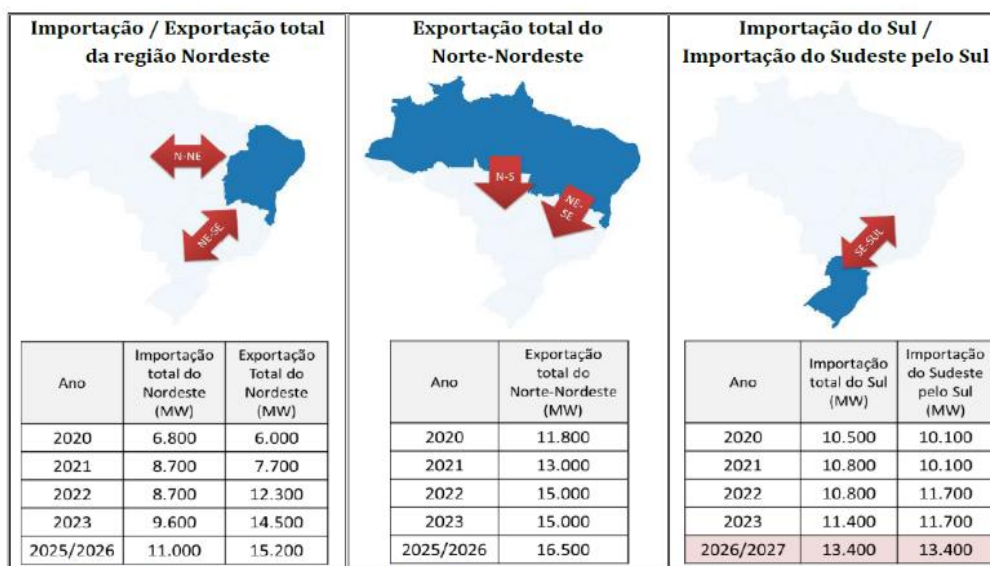 Importação / Exportação total
da região Nordeste
N-NE
NE-SE
Ano
Importação
total do
Nordeste
(MW)
Exportação
Total do
Nordeste
(MW)
2020 6.800 6.000
2021 8.700 7.700
2022 8.700 12.300
2023 9.600 14.500
2025/2026 11.000 15.200
Exportação total do
Norte-Nordeste
N-S
NE-
SE
Ano
Exportação
total do
Norte-Nordeste
(MW)
2020 11.800
2021 13.000
2022 15.000
2023 15.000
2025/2026 16.500
Importação do Sul /
Importação do Sudeste pelo Sul
SE-SUL
Ano
Importação
total do Sul
(MW)
Importação
do Sudeste
pelo Sul
(MW)
2020 10.500 10.100
2021 10.800 10.100
2022 10.800 11.700
2023 11.400 11.700
2026/2027 13.400 13.400